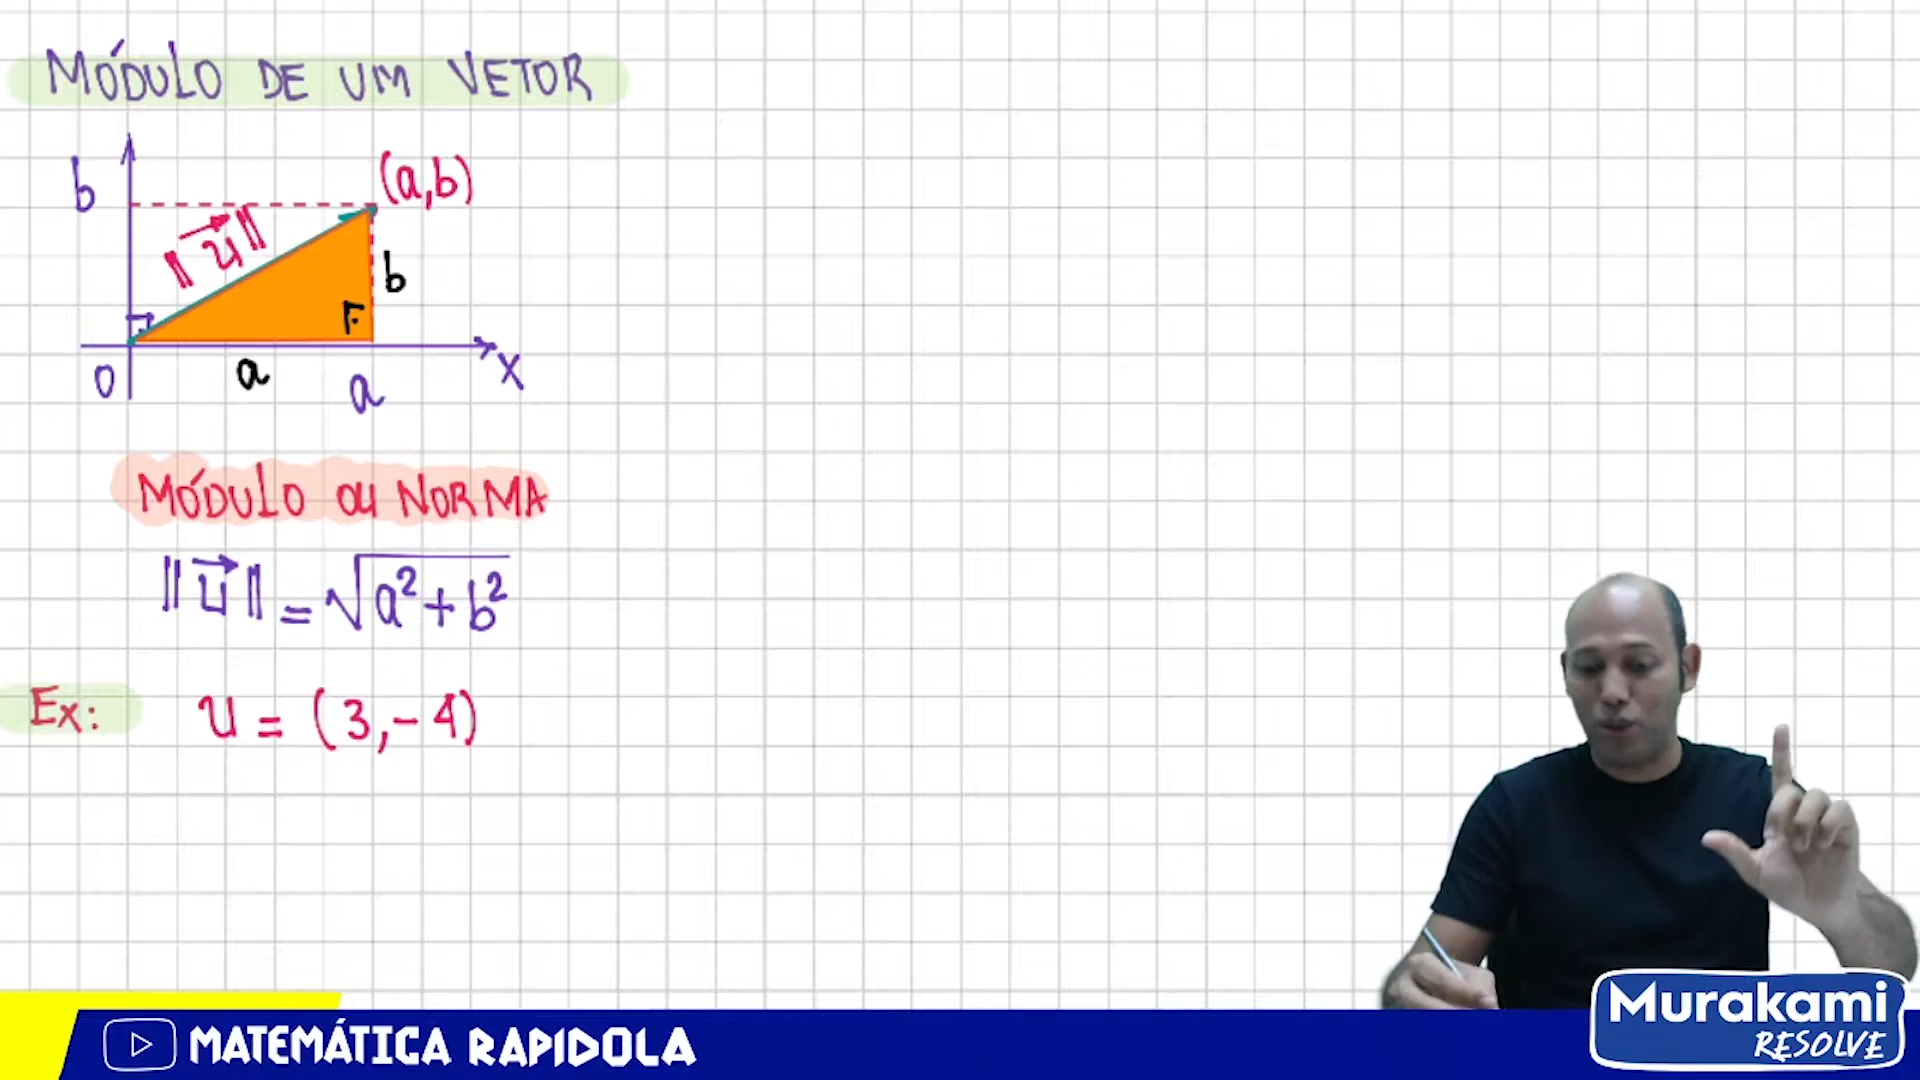 MÓDULO DE UM VETOR
b
(a,b)
‖u⃗‖
b
0
a
a
x
MÓDULO OU NORMA
‖u⃗‖ = √a²+b²
Ex: u = (3,-4)
MATEMÁTICA RAPIDOLA
Murakami
RESOLVE